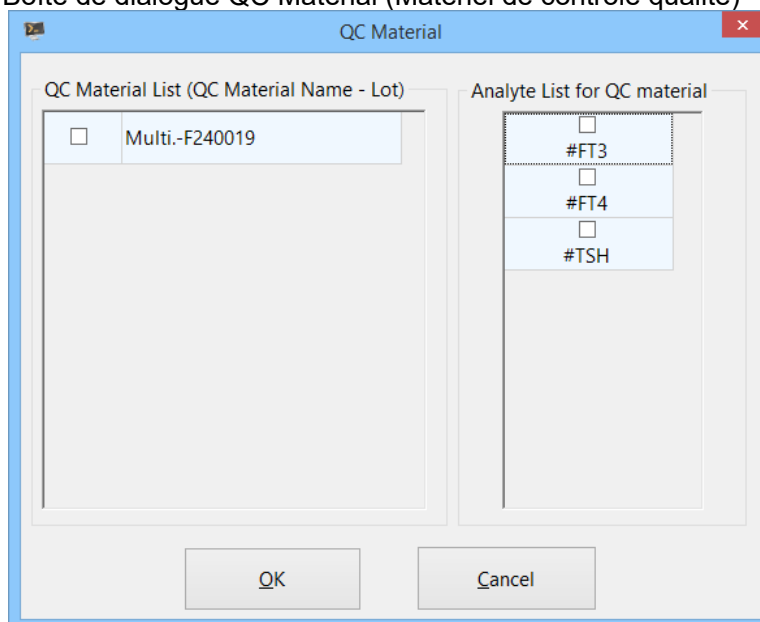 Boîte de dialogue QC Material (Matériel de contrôle qualité)
QC Material
QC Material List (QC Material Name - Lot)
Multi.-F240019
Analyte List for QC material
#FT3
#FT4
#TSH
OK
Cancel